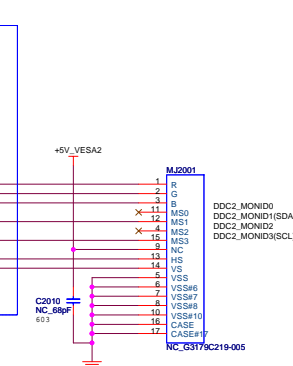 +5V_VESA2
MJ2001
1 R
2 G
3 B
11 MS0 DDC2_MONID0
12 MS1 DDC2_MONID1(SDA
4 MS2 DDC2_MONID2
15 MS3 DDC2_MONID3(SCL
9 NC
13 HS
14 VS
5 VSS
6 VSS#6
7 VSS#7
8 VSS#8
10 VSS#10
16 CASE
17 CASE#17
C2010
NC_68pF
603
NC_G3179C219-005